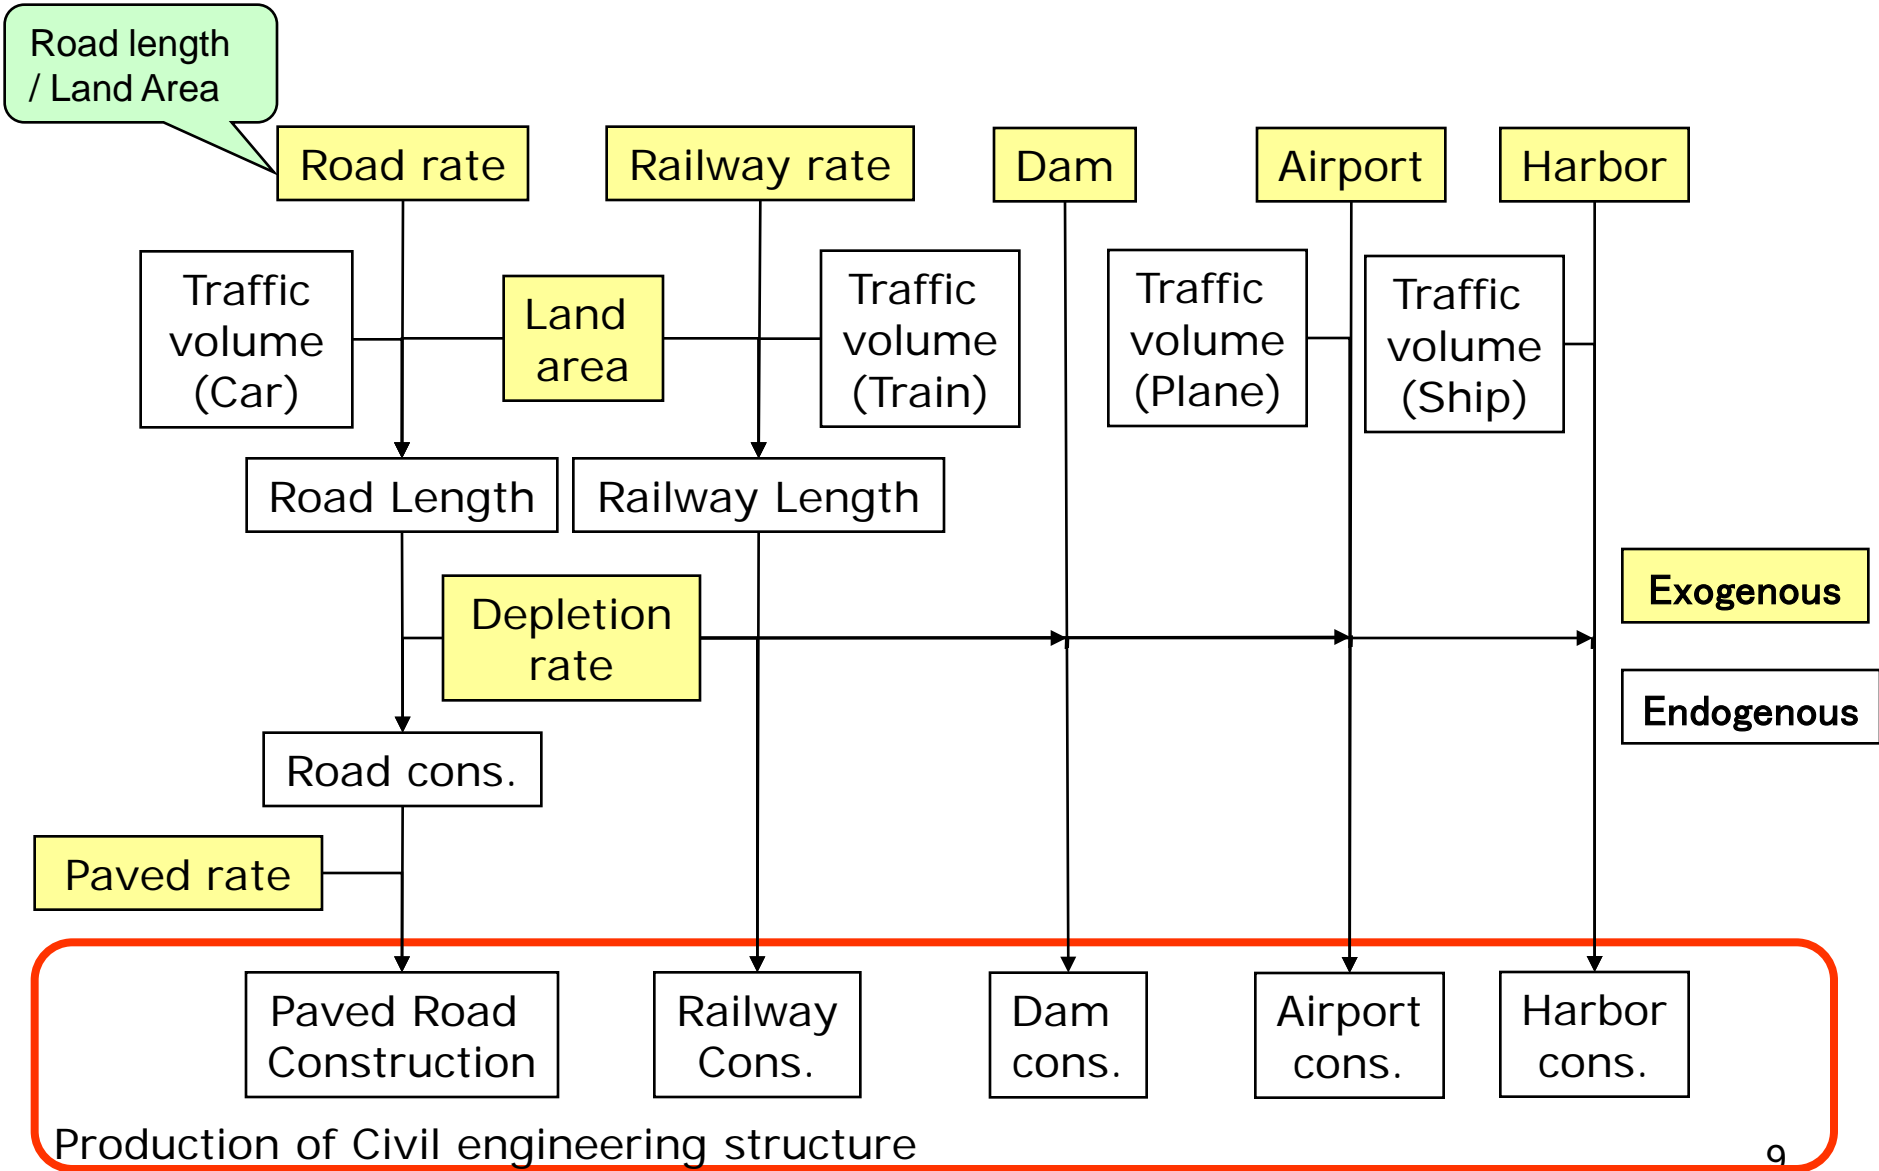 Road length
/ Land Area
Road rate
Railway rate
Dam
Airport
Harbor
Traffic
volume
(Car)
Land
area
Traffic
volume
(Train)
Traffic
volume
(Plane)
Traffic
volume
(Ship)
Road Length
Railway Length
Depletion
rate
Exogenous
Endogenous
Road cons.
Paved rate
Paved Road
Construction
Railway
Cons.
Dam
cons.
Airport
cons.
Harbor
cons.
Production of Civil engineering structure
9